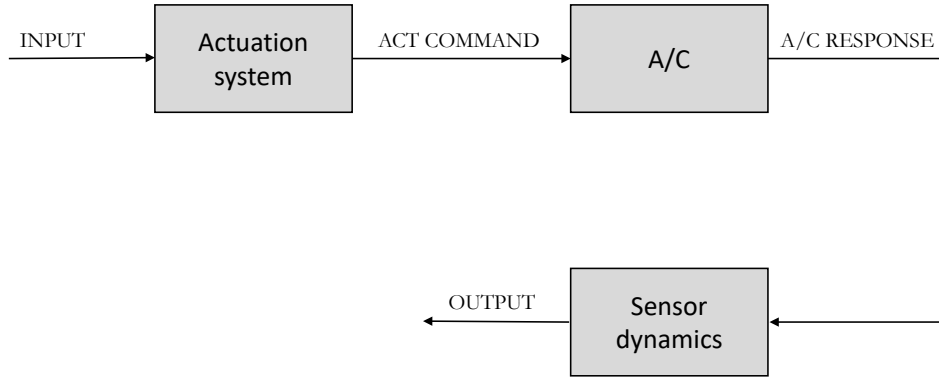 INPUT
Actuation
system
ACT COMMAND
A/C
A/C RESPONSE
OUTPUT
Sensor
dynamics